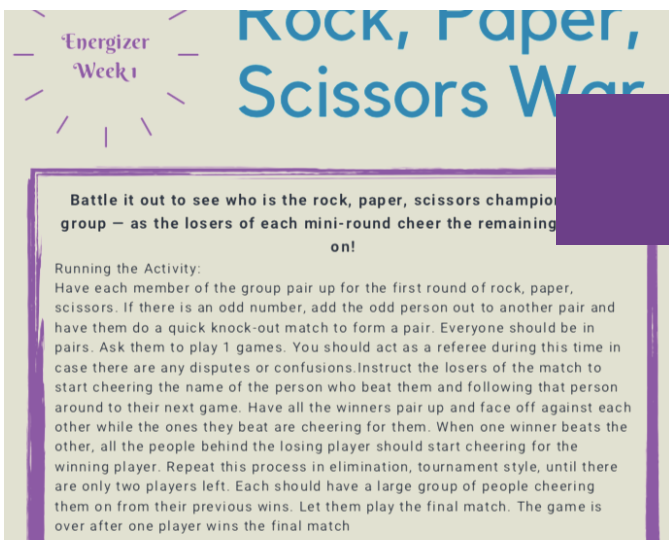 Energizer
Week 1
Rock, Paper,
Scissors War
Battle it out to see who is the rock, paper, scissors
group — as the losers of each mini-round cheer the remaining
on!
Running the Activity:
Have each member of the group pair up for the first round of rock, paper,
scissors. If there is an odd number, add the odd person out to another pair and
have them do a quick knock-out match to form a pair. Everyone should be in
pairs. Ask them to play 1 games. You should act as a referee during this time in
case there are any disputes or confusions.Instruct the losers of the match to
start cheering the name of the person who beat them and following that person
around to their next game. Have all the winners pair up and face off against each
other while the ones they beat are cheering for them. When one winner beats the
other, all the people behind the losing player should start cheering for the
winning player. Repeat this process in elimination, tournament style, until there
are only two players left. Each should have a large group of people cheering
them on from their previous wins. Let them play the final match. The game is
over after one player wins the final match